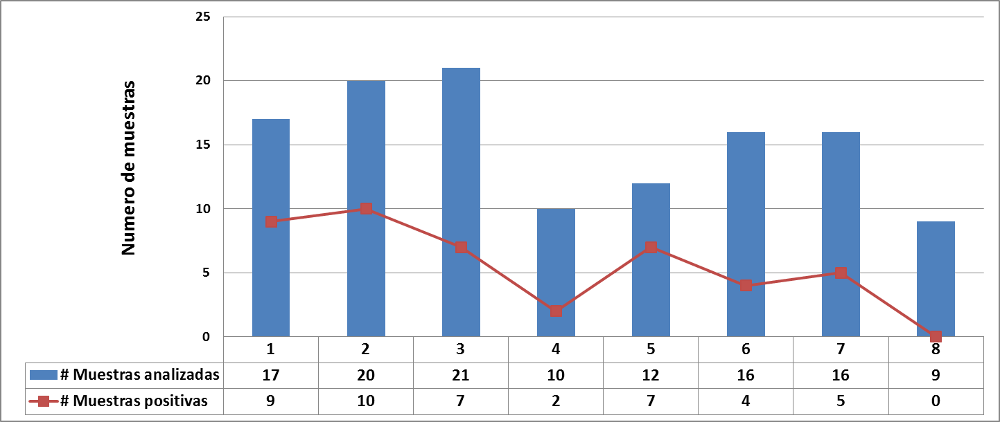 Numero de muestras
25
20
15
10
5
0
1 2 3 4 5 6 7 8
# Muestras analizadas 17 20 21 10 12 16 16 9
# Muestras positivas 9 10 7 2 7 4 5 0